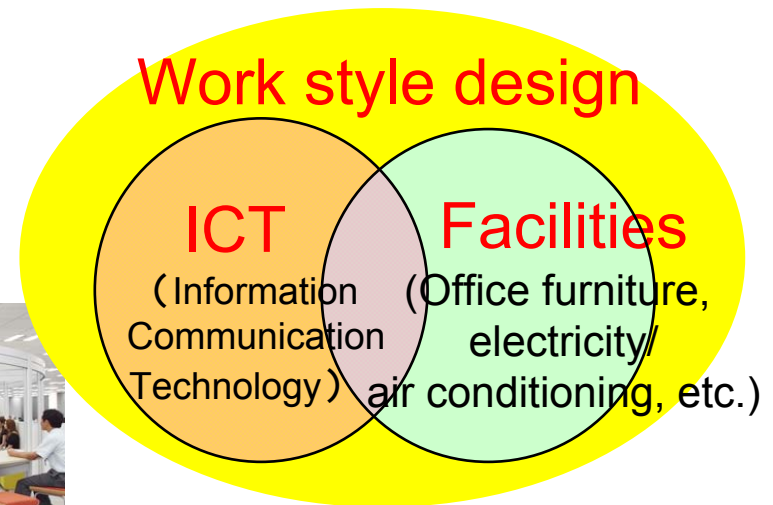 Work style design
ICT
（Information
Communication
Technology）
Facilities
(Office furniture,
electricity/
air conditioning, etc.)